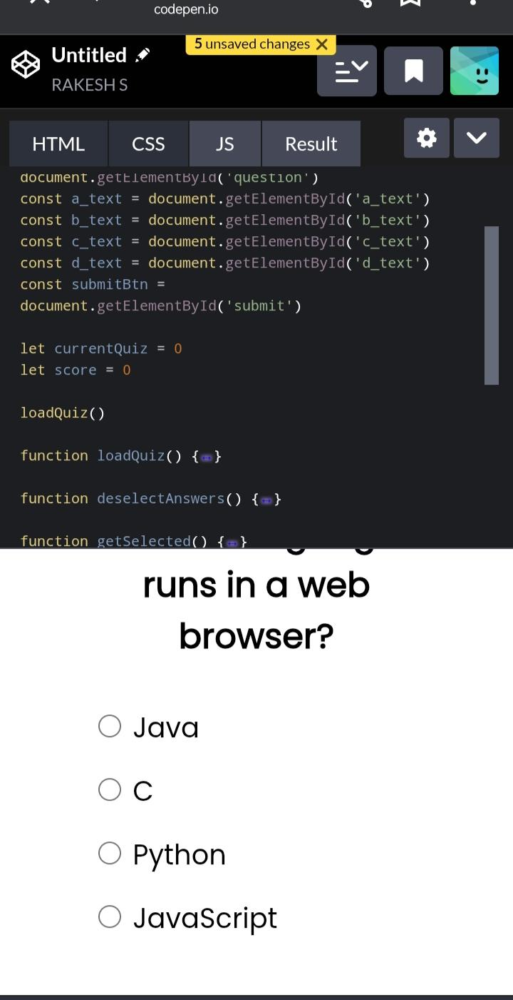 codepen.io
5 unsaved changes
Untitled
RAKESH S
HTML CSS JS Result
document.getElementById('question')
const a_text = document.getElementById('a_text')
const b_text = document.getElementById('b_text')
const c_text = document.getElementById('c_text')
const d_text = document.getElementById('d_text')
const submitBtn =
document.getElementById('submit')
let currentQuiz = 0
let score = 0
loadQuiz()
function loadQuiz() {↔}
function deselectAnswers() {↔}
function getSelected() {↔}
runs in a web
browser?
Java
C
Python
JavaScript